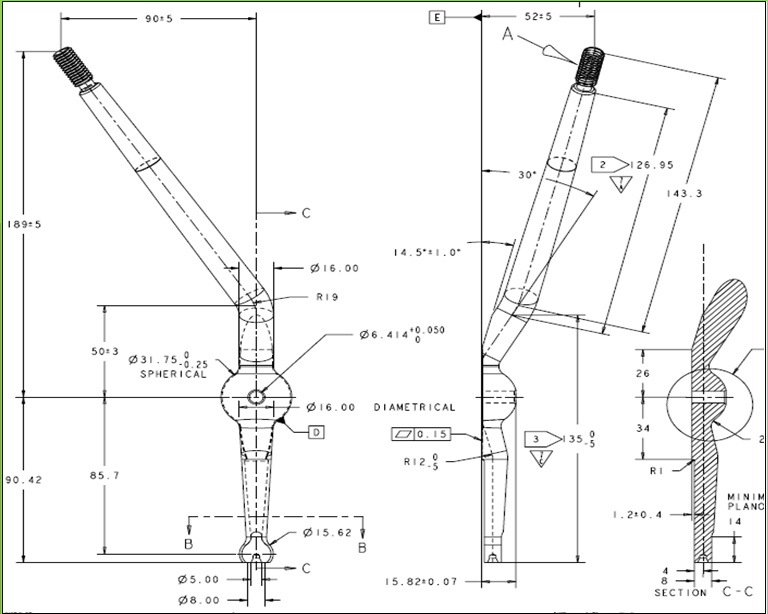 90±5
E
52±5
A
2
126.95
30°
143.3
C
189±5
14.5°±1.0°
Ø16.00
R19
Ø6.414 +0.050 0
50±3
Ø31.75 0 -0.25
SPHERICAL
26
Ø16.00
DIAMETRICAL
D
0.15
3
135 0 -5
34
R12 0 -5
2
90.42
85.7
R1
MINIM
PLANO
1.2±0.4
14
B
B
Ø15.62
C
Ø5.00
15.82±0.07
4
8
Ø8.00
SECTION C-C